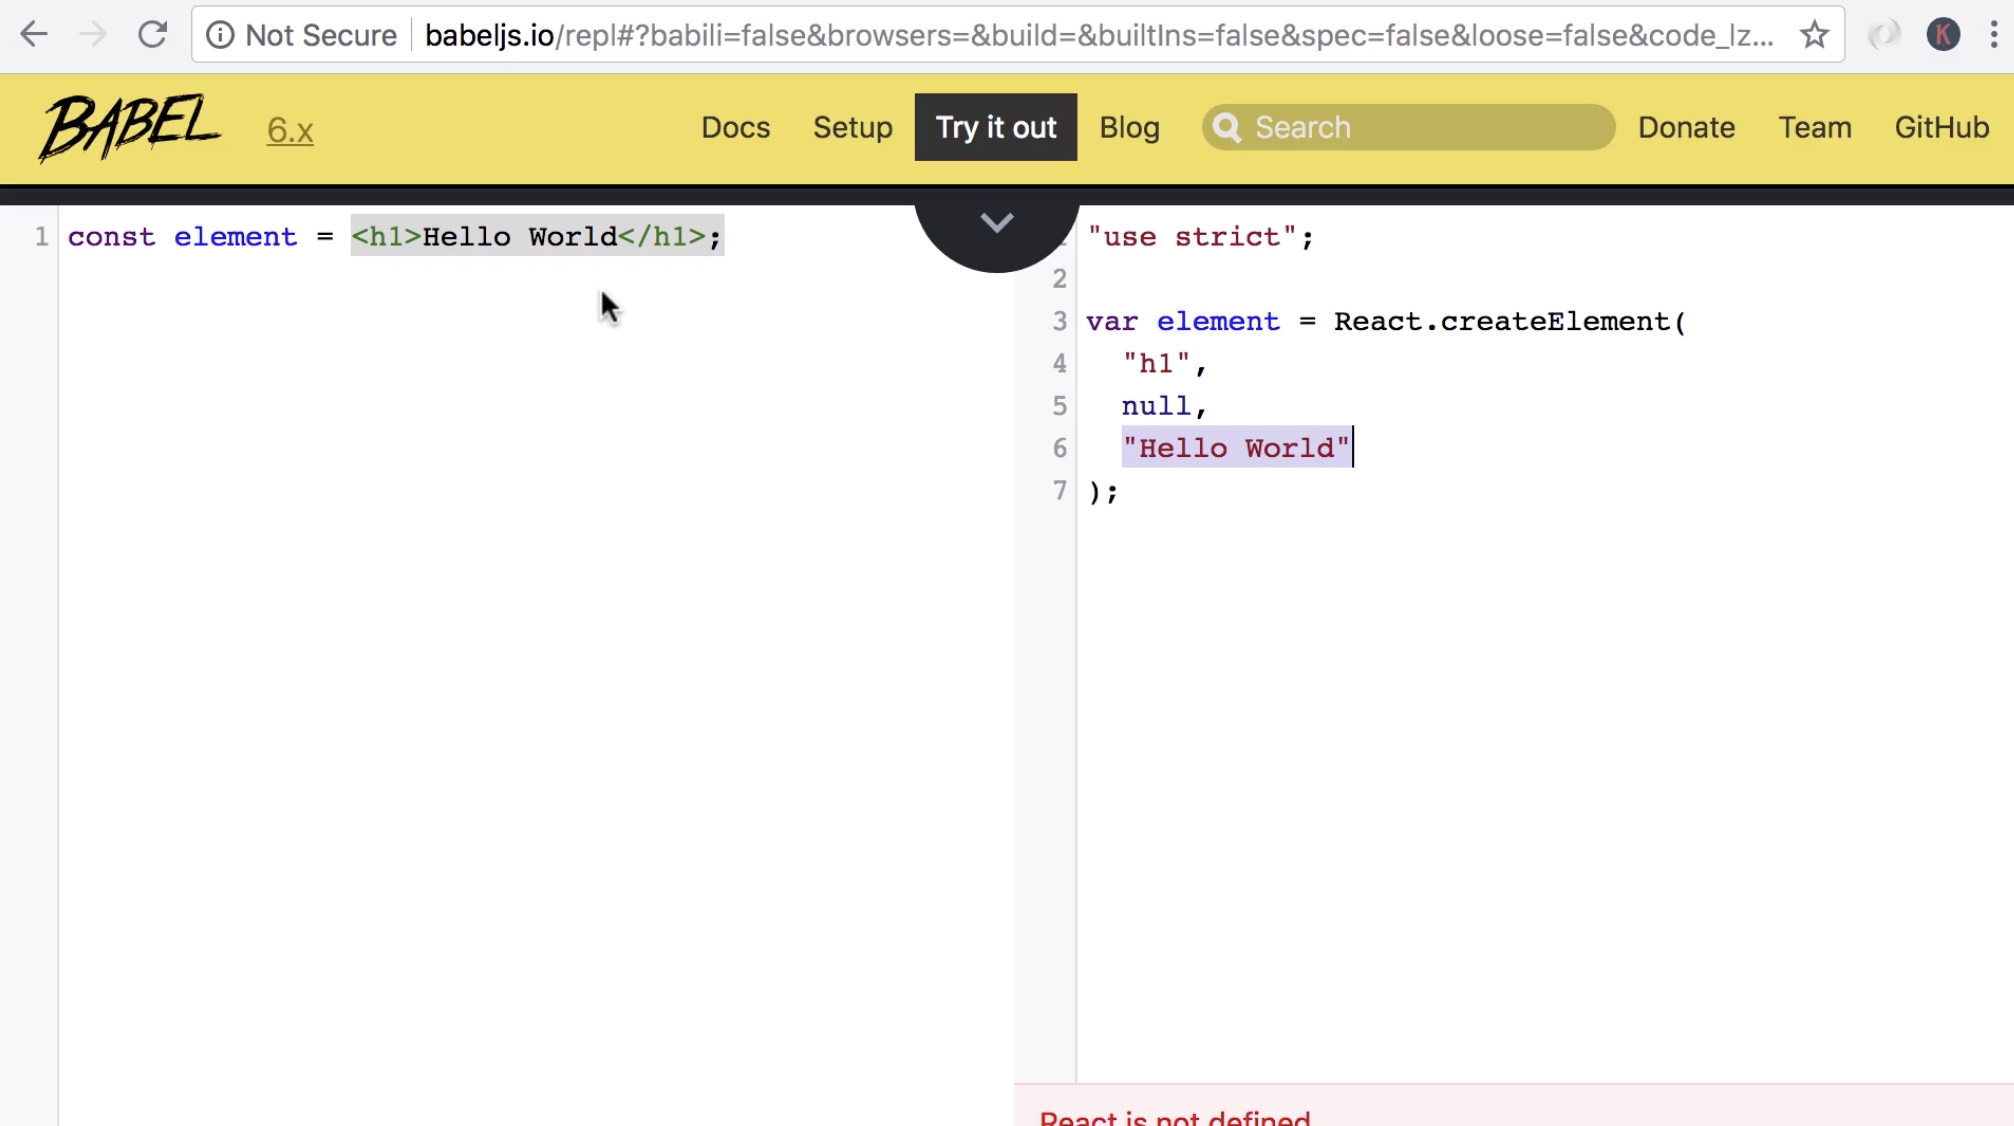 Not Secure babeljs.io/repl#?babili=false&browsers=&build=&builtIns=false&spec=false&loose=false&code_lz... K
BABEL 6.x Docs Setup Try it out Blog Search Donate Team GitHub
1 const element = <h1>Hello World</h1>;
"use strict";
2
3 var element = React.createElement(
4 "h1",
5 null,
6 "Hello World"
7 );
React is not defined